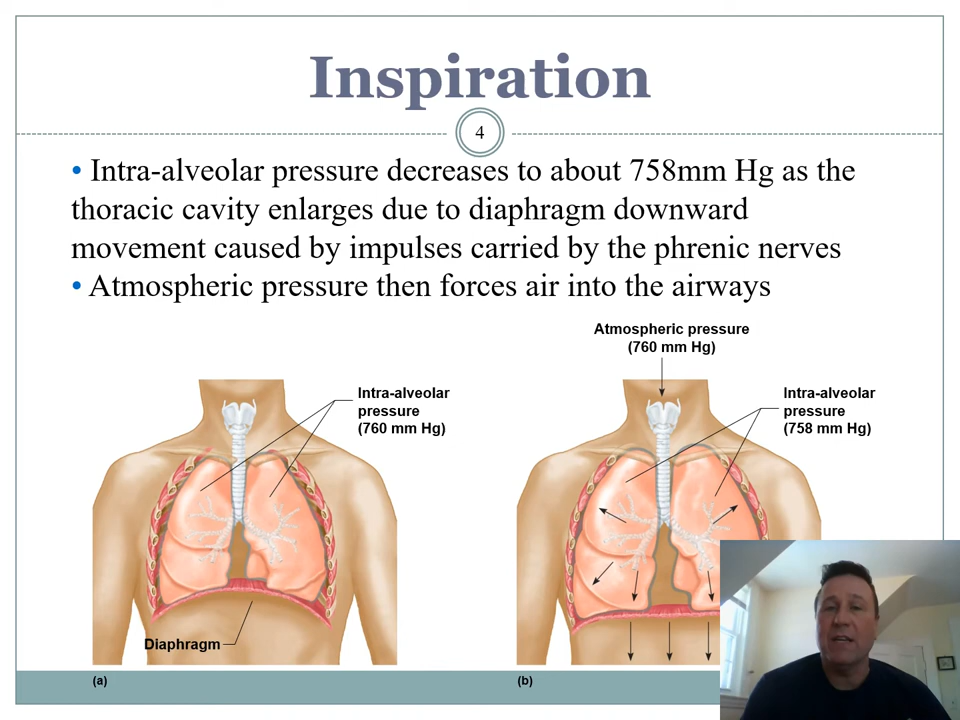 Inspiration
4
• Intra-alveolar pressure decreases to about 758mm Hg as the
thoracic cavity enlarges due to diaphragm downward
movement caused by impulses carried by the phrenic nerves
• Atmospheric pressure then forces air into the airways
Atmospheric pressure
(760 mm Hg)
Intra-alveolar
pressure
(760 mm Hg)
Intra-alveolar
pressure
(758 mm Hg)
Diaphragm
(a)
(b)